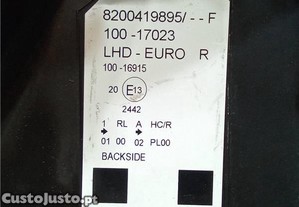 8200419895/--F
100-17023
LHD-EURO R
100-16915
20 E13
2442
1 RL A HC/R
01 00 02 PL00
BACKSIDE
CustoJusto.pt